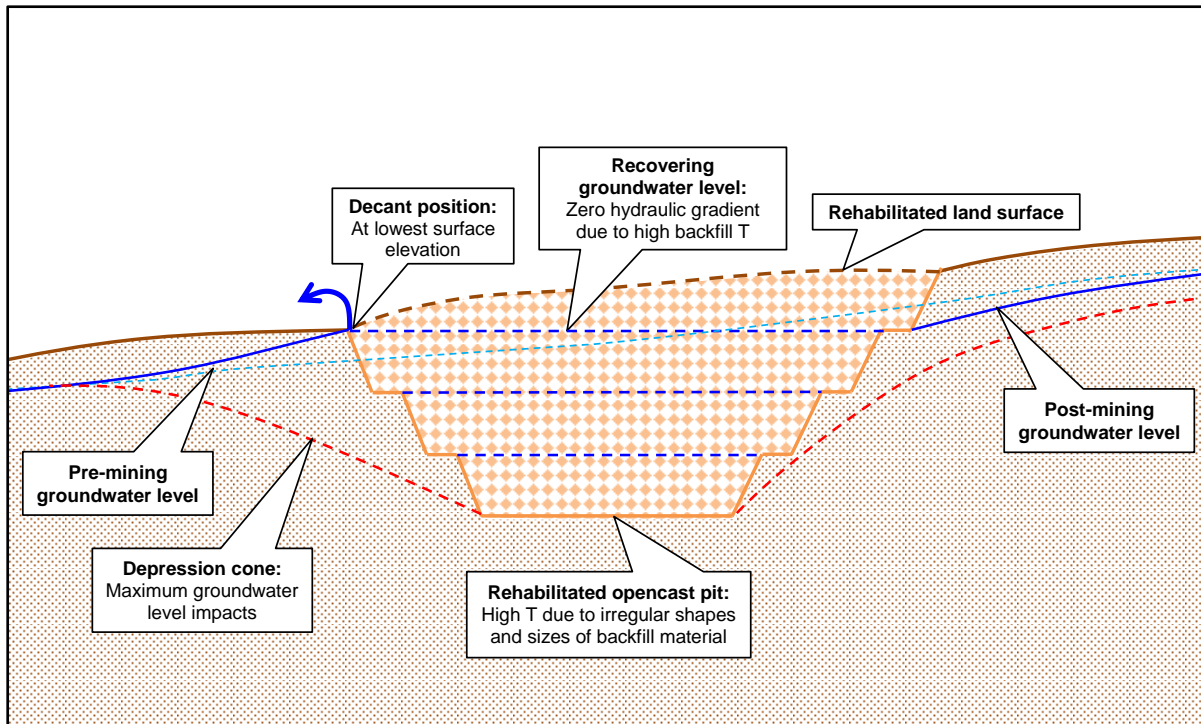 Recovering
groundwater level:
Zero hydraulic gradient
due to high backfill T
Decant position:
At lowest surface
elevation
Rehabilitated land surface
Pre-mining
groundwater level
Post-mining
groundwater level
Depression cone:
Maximum groundwater
level impacts
Rehabilitated opencast pit:
High T due to irregular shapes
and sizes of backfill material